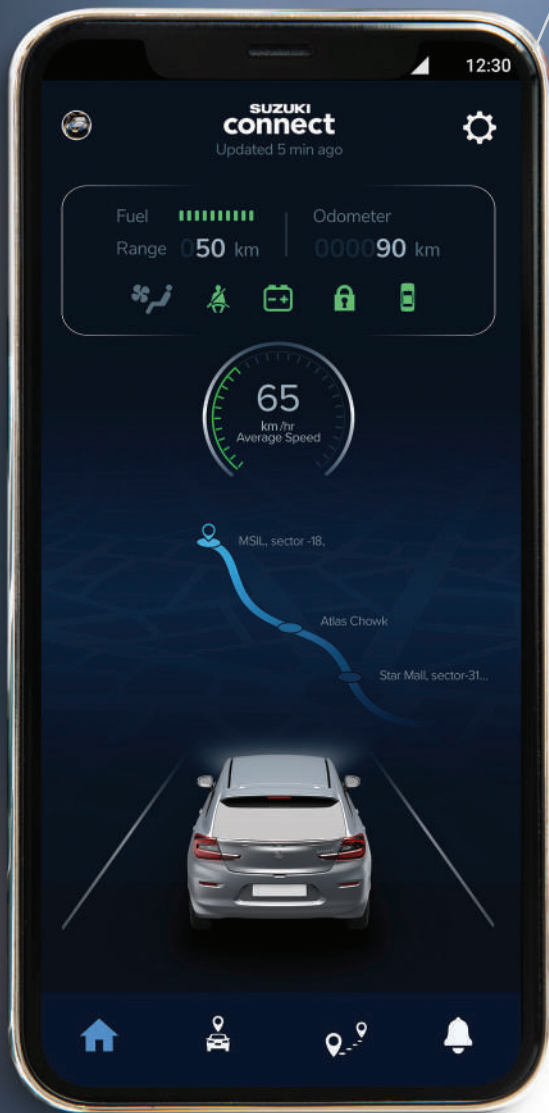 12:30
SUZUKI
connect
Updated 5 min ago
Fuel
Odometer
Range 050 km
000090 km
65
km/hr
Average Speed
MSIL, sector -18,
Atlas Chowk
Star Mall, sector-31...